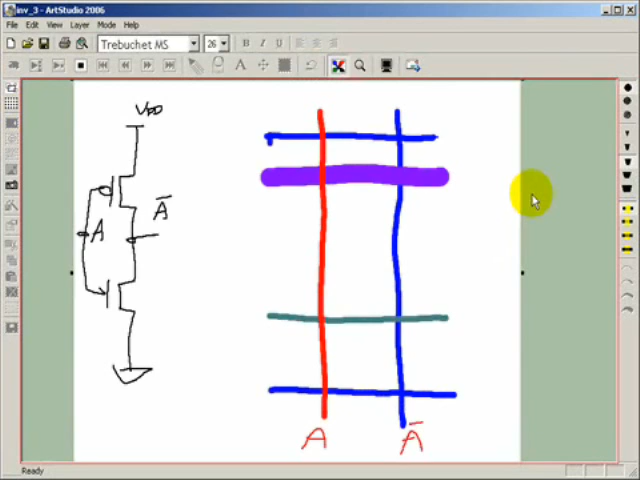 inv_3 - ArtStudio 2006
File Edit View Layer Mode Help
Trebuchet MS 26 B I U
VDD
A̅
A
A A̅
Ready